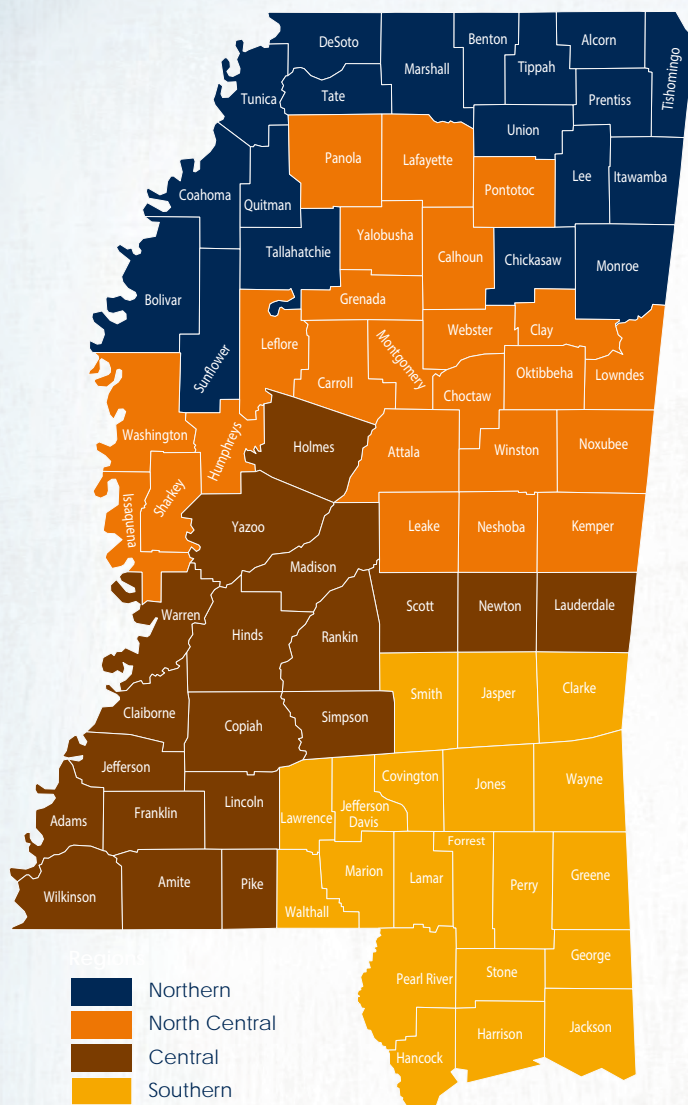 DeSoto
Marshall
Benton
Tippah
Alcorn
Tishomingo
Tunica
Tate
Prentiss
Union
Panola
Lafayette
Pontotoc
Lee
Itawamba
Coahoma
Quitman
Tallahatchie
Yalobusha
Calhoun
Chickasaw
Monroe
Bolivar
Sunflower
Grenada
Leflore
Carroll
Montgomery
Webster
Clay
Choctaw
Oktibbeha
Lowndes
Washington
Humphreys
Holmes
Attala
Winston
Noxubee
Issaquena
Sharkey
Yazoo
Leake
Neshoba
Kemper
Madison
Warren
Hinds
Rankin
Scott
Newton
Lauderdale
Claiborne
Copiah
Simpson
Smith
Jasper
Clarke
Jefferson
Adams
Franklin
Lincoln
Lawrence
Jefferson
Davis
Covington
Jones
Wayne
Wilkinson
Amite
Pike
Walthall
Marion
Lamar
Forrest
Perry
Greene
Pearl River
Stone
George
Hancock
Harrison
Jackson
Northern
North Central
Central
Southern